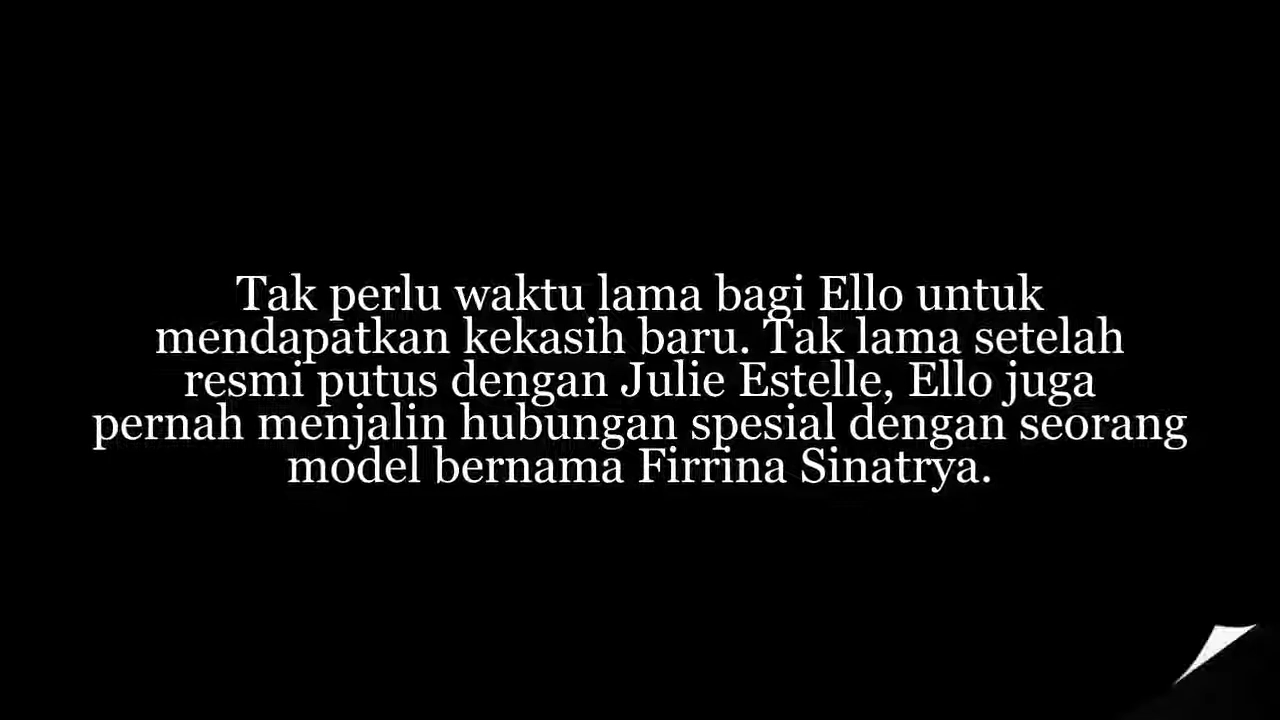 Tak perlu waktu lama bagi Ello untuk
mendapatkan kekasih baru. Tak lama setelah
resmi putus dengan Julie Estelle, Ello juga
pernah menjalin hubungan spesial dengan seorang
model bernama Firrina Sinatrya.